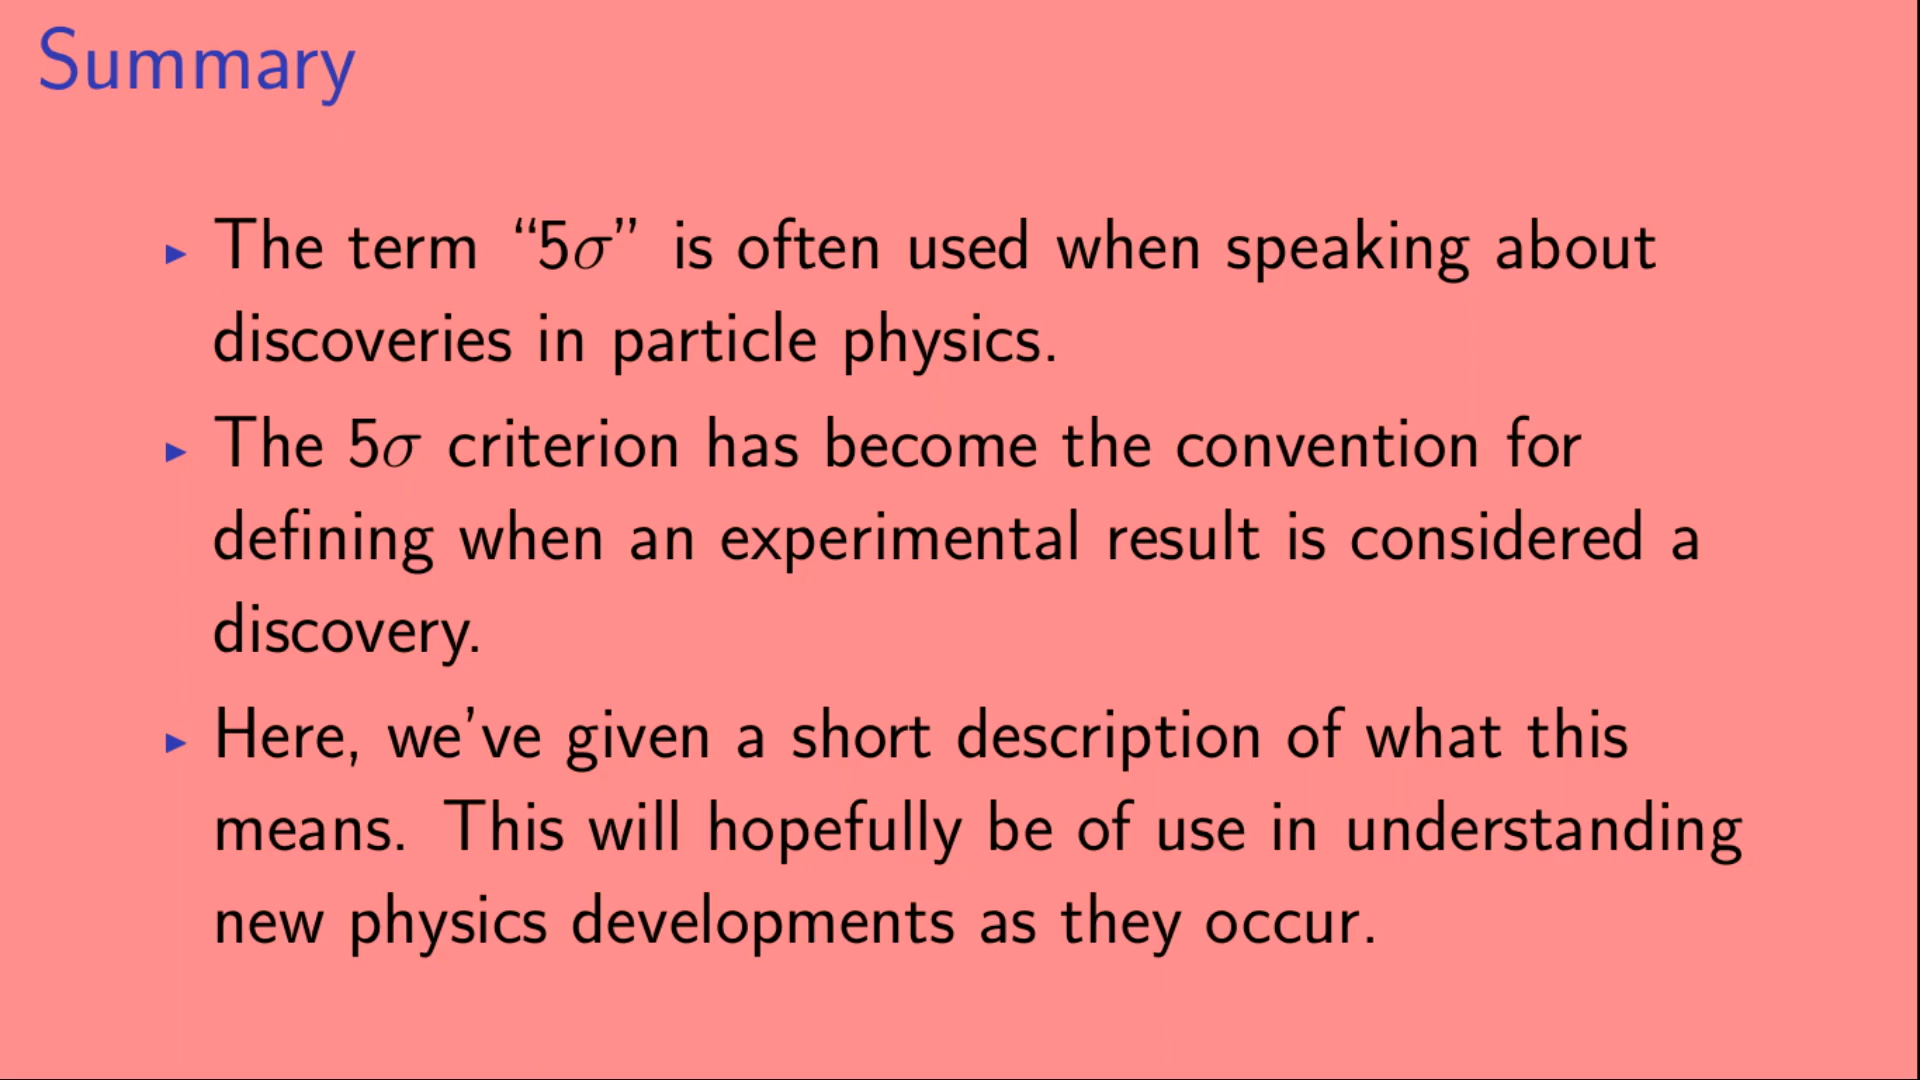 Summary
▸ The term “5σ” is often used when speaking about
discoveries in particle physics.
▸ The 5σ criterion has become the convention for
defining when an experimental result is considered a
discovery.
▸ Here, we’ve given a short description of what this
means. This will hopefully be of use in understanding
new physics developments as they occur.